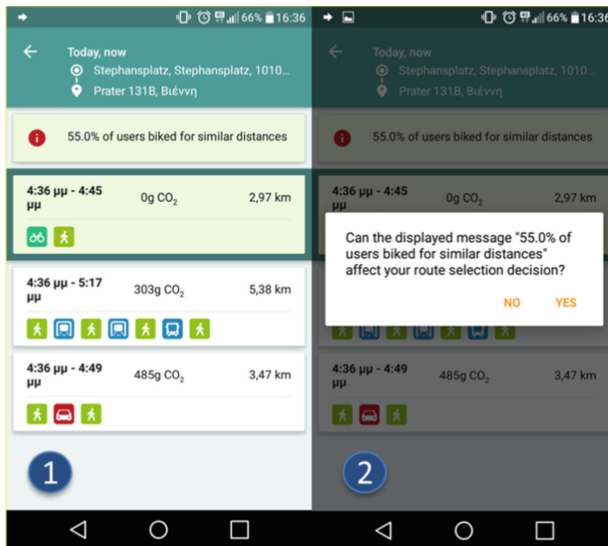 66% 16:36
Today, now
Stephansplatz, Stephansplatz, 1010...
Prater 131B, Βιέννη
55.0% of users biked for similar distances
4:36 μμ - 4:45
μμ
0g CO₂
2,97 km
4:36 μμ - 5:17
μμ
303g CO₂
5,38 km
4:36 μμ - 4:49
μμ
485g CO₂
3,47 km
1
66% 16:36
Today, now
Stephansplatz, Stephansplatz, 1010...
Prater 131B, Βιέννη
55.0% of users biked for similar distances
4:36 μμ - 4:45
0g CO₂
2,97 km
Can the displayed message "55.0% of
users biked for similar distances"
affect your route selection decision?
NO YES
4:36 μμ - 4:49
μμ
485g CO₂
3,47 km
2